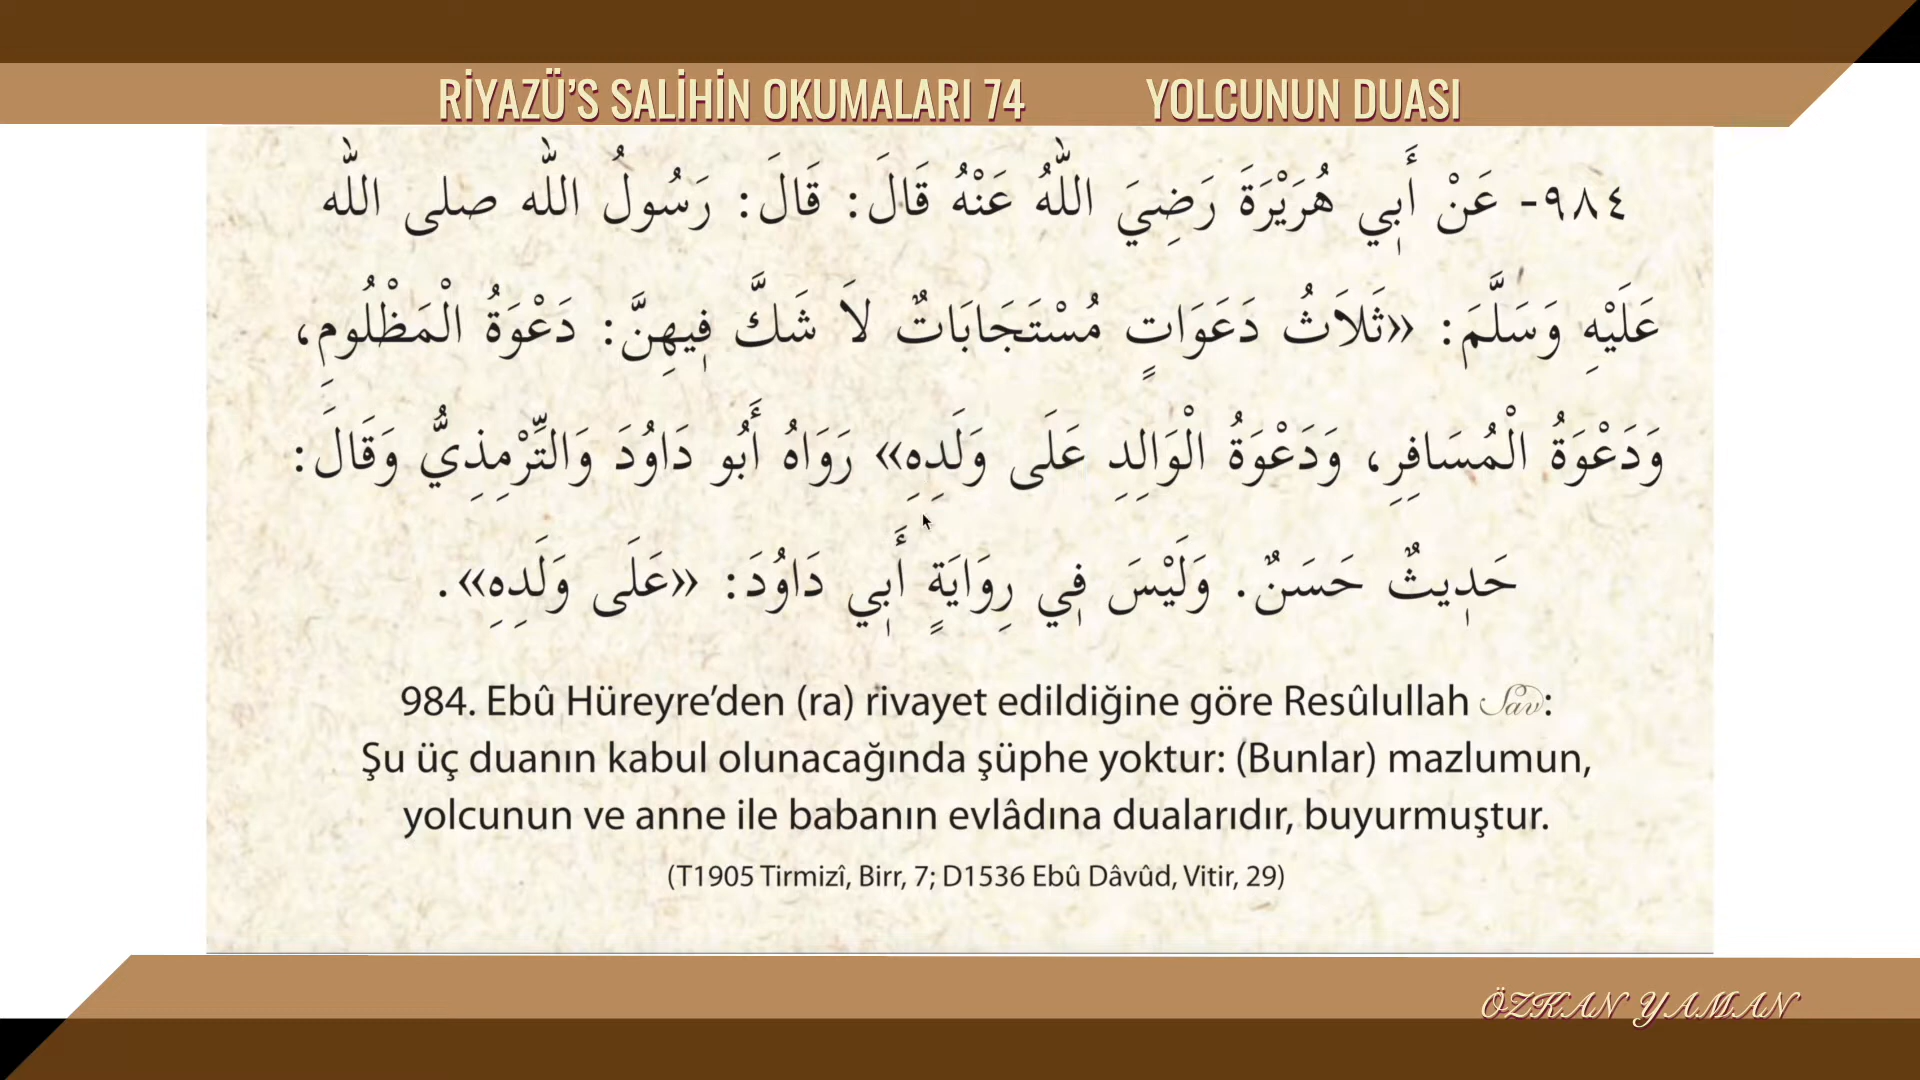 RİYAZÜ'S SALİHİN OKUMALARI 74 YOLCUNUN DUASI
٩٨٤- عَنْ أَبِي هُرَيْرَةَ رَضِيَ اللّٰهُ عَنْهُ قَالَ: قَالَ: رَسُولُ اللّٰه صلى اللّٰه
عَلَيْهِ وَسَلَّمَ: «ثَلاَثُ دَعَوَاتٍ مُسْتَجَابَاتٌ لاَ شَكَّ فِيهِنَّ: دَعْوَةُ الْمَظْلُومِ،
وَدَعْوَةُ الْمُسَافِرِ، وَدَعْوَةُ الْوَالِدِ عَلَى وَلَدِهِ» رَوَاهُ أَبُو دَاوُدَ وَالتِّرْمِذِيُّ وَقَالَ:
حَدِيثٌ حَسَنٌ. وَلَيْسَ فِي رِوَايَةٍ أَبِي دَاوُدَ: «عَلَى وَلَدِهِ».
984. Ebû Hüreyre'den (ra) rivayet edildiğine göre Resûlullah Sav:
Şu üç duanın kabul olunacağında şüphe yoktur: (Bunlar) mazlumun,
yolcunun ve anne ile babanın evlâdına dualarıdır, buyurmuştur.
(T1905 Tirmizî, Birr, 7; D1536 Ebû Dâvûd, Vitir, 29)
ÖZKAN YAMAN